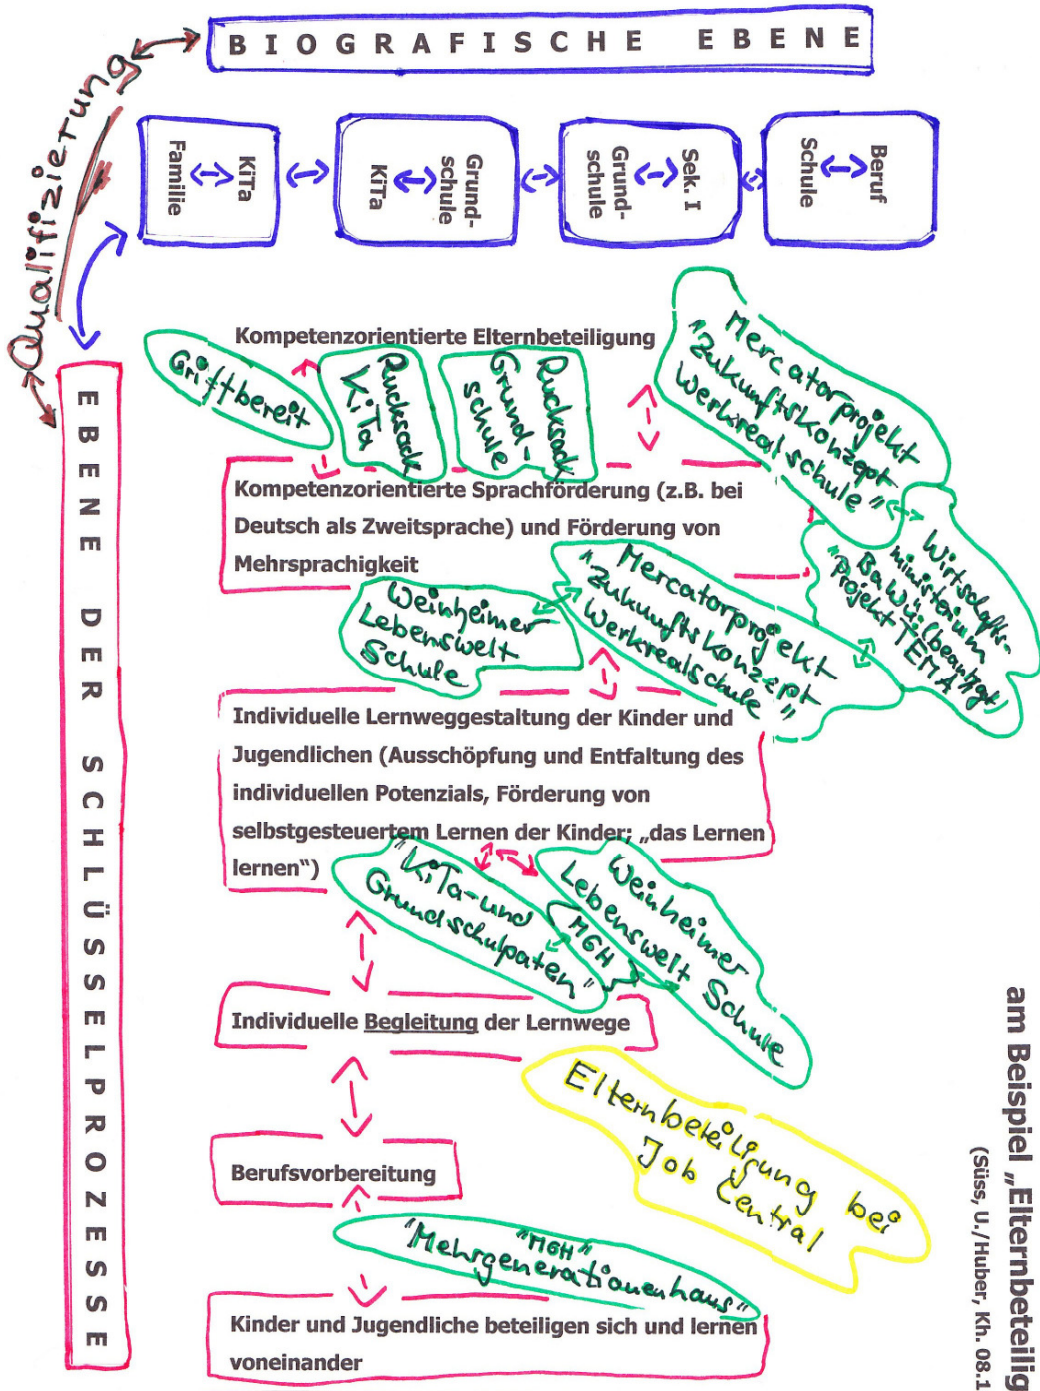 BIOGRAFISCHE EBENE
Qualifizierung
Familie
KiTa
KiTa
Grund-
schule
Grund-
schule
Sek. I
Schule
Beruf
EBENE DER SCHLÜSSELPROZESSE
Kompetenzorientierte Elternbeteiligung
Griffbereit
Rucksack
KiTa
Rucksack
Grund-
schule
Mercatorprojekt
"Zukunftskonzept
Werkrealschule"
Kompetenzorientierte Sprachförderung (z.B. bei
Deutsch als Zweitsprache) und Förderung von
Mehrsprachigkeit
Wirtschafts-
ministerium
BaWü: (beantragt)
"Projekt TEMA"
Weinheimer
Lebenswelt
Schule
Mercatorprojekt
"Zukunftskonzept
Werkrealschule"
Individuelle Lernweggestaltung der Kinder und
Jugendlichen (Ausschöpfung und Entfaltung des
individuellen Potenzials, Förderung von
selbstgesteuertem Lernen der Kinder; „das Lernen
lernen“)
"KiTa- und
Grundschulpaten"
MGH
Weinheimer
Lebenswelt Schule
Individuelle Begleitung der Lernwege
Elternbeteiligung bei
Job Central
Berufsvorbereitung
"MGH"
"Mehrgenerationenhaus"
Kinder und Jugendliche beteiligen sich und lernen
voneinander
am Beispiel „Elternbeteilig
(Süss, U./Huber, Kh. 08.1